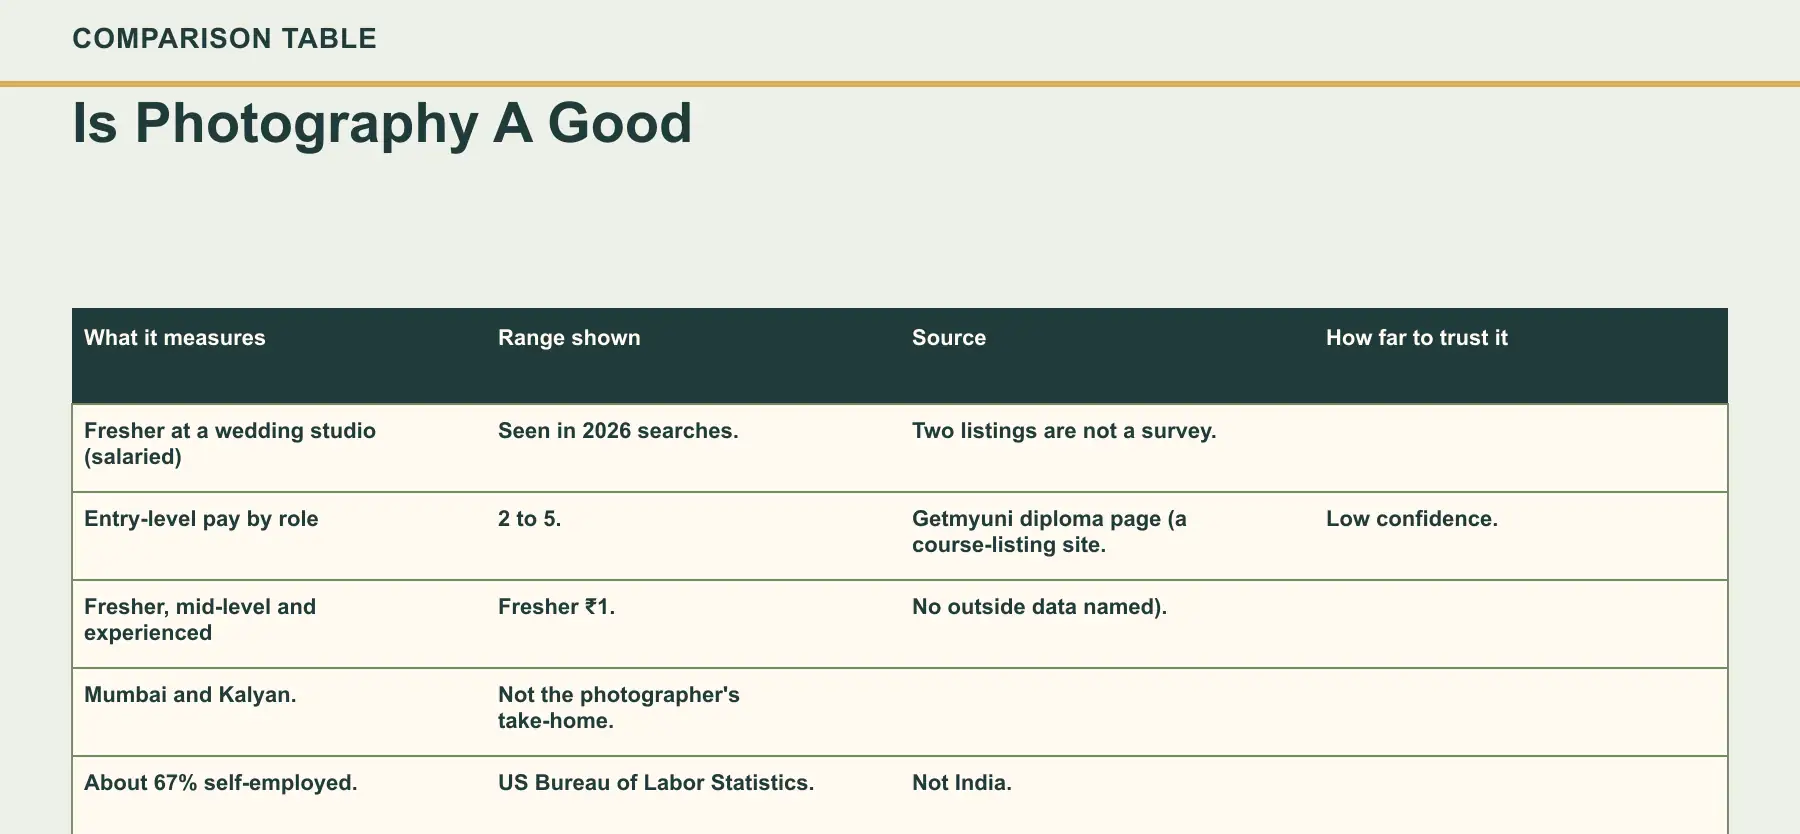 COMPARISON TABLE
Is Photography A Good
What it measures
Range shown
Source
How far to trust it
Fresher at a wedding studio
(salaried)
Seen in 2026 searches.
Two listings are not a survey.
Entry-level pay by role
2 to 5.
Getmyuni diploma page (a
course-listing site.
Low confidence.
Fresher, mid-level and
experienced
Fresher ₹1.
No outside data named).
Mumbai and Kalyan.
Not the photographer's
take-home.
About 67% self-employed.
US Bureau of Labor Statistics.
Not India.